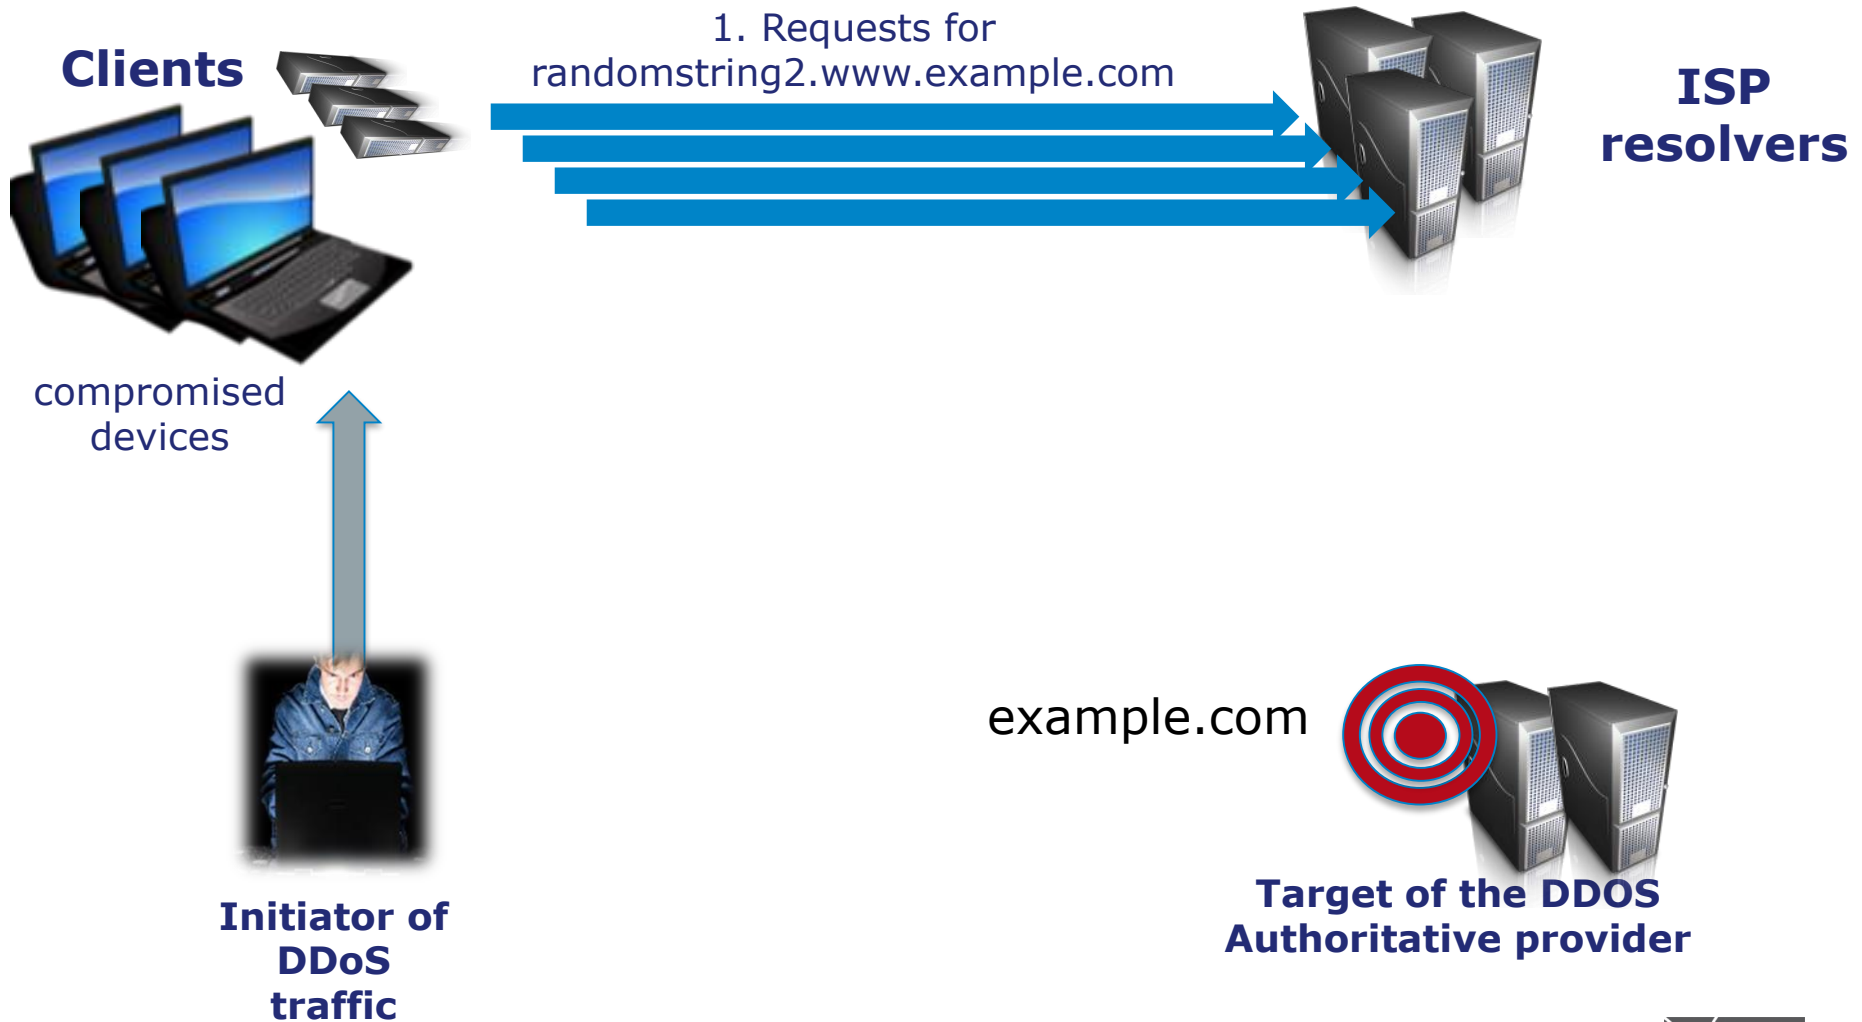 1. Requests for
randomstring2.www.example.com
Clients
ISP
resolvers
compromised
devices
example.com
Initiator of
DDoS
traffic
Target of the DDOS
Authoritative provider